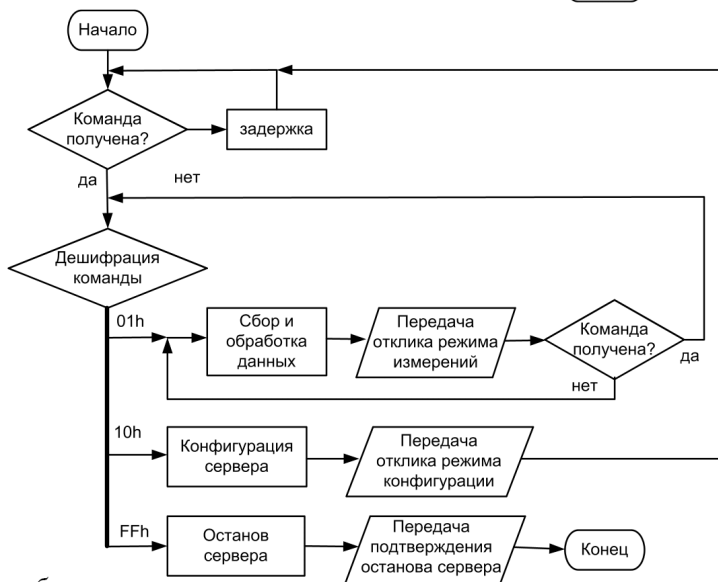 Начало
Команда
получена?
задержка
да
нет
Дешифрация
команды
01h
Сбор и
обработка
данных
Передача
отклика режима
измерений
Команда
получена?
да
нет
10h
Конфигурация
сервера
Передача
отклика режима
конфигурации
FFh
Останов
сервера
Передача
подтверждения
останова сервера
Конец